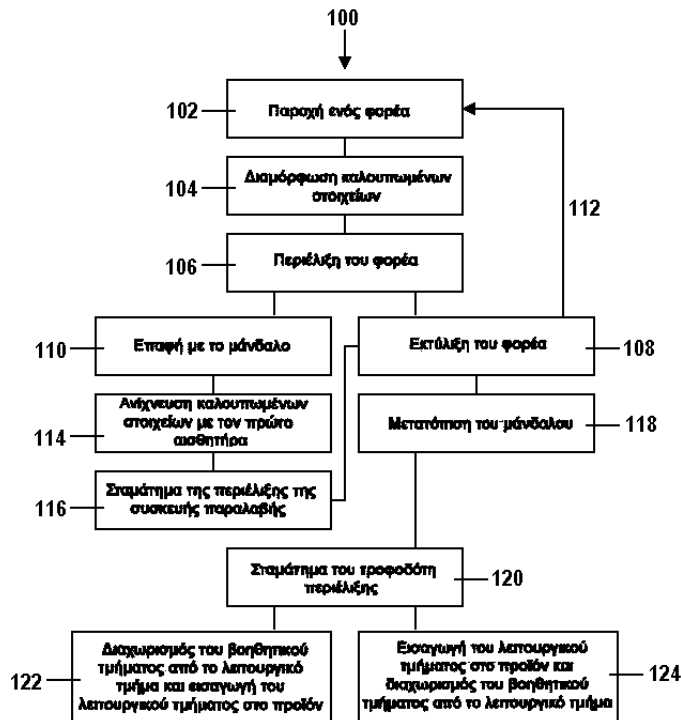 100
102
Παροχή ενός φορέα
104
Διαμόρφωση καλουπωμένων
στοιχείων
112
106
Περιέλιξη του φορέα
110
Επαφή με το μάνδαλο
Εκτύλιξη του φορέα
108
114
Ανίχνευση καλουπωμένων
στοιχείων με τον πρώτο
αισθητήρα
Μετατόπιση του μάνδαλου
118
116
Σταμάτημα της περιέλιξης της
συσκευής παραλαβής
Σταμάτημα του τροφοδότη
περιέλιξης
120
122
Διαχωρισμός του βοηθητικού
τμήματος από το λειτουργικό
τμήμα και εισαγωγή του
λειτουργικού τμήματος στο προϊόν
Εισαγωγή του λειτουργικού
τμήματος στο προϊόν και
διαχωρισμός του βοηθητικού
τμήματος από το λειτουργικό τμήμα
124